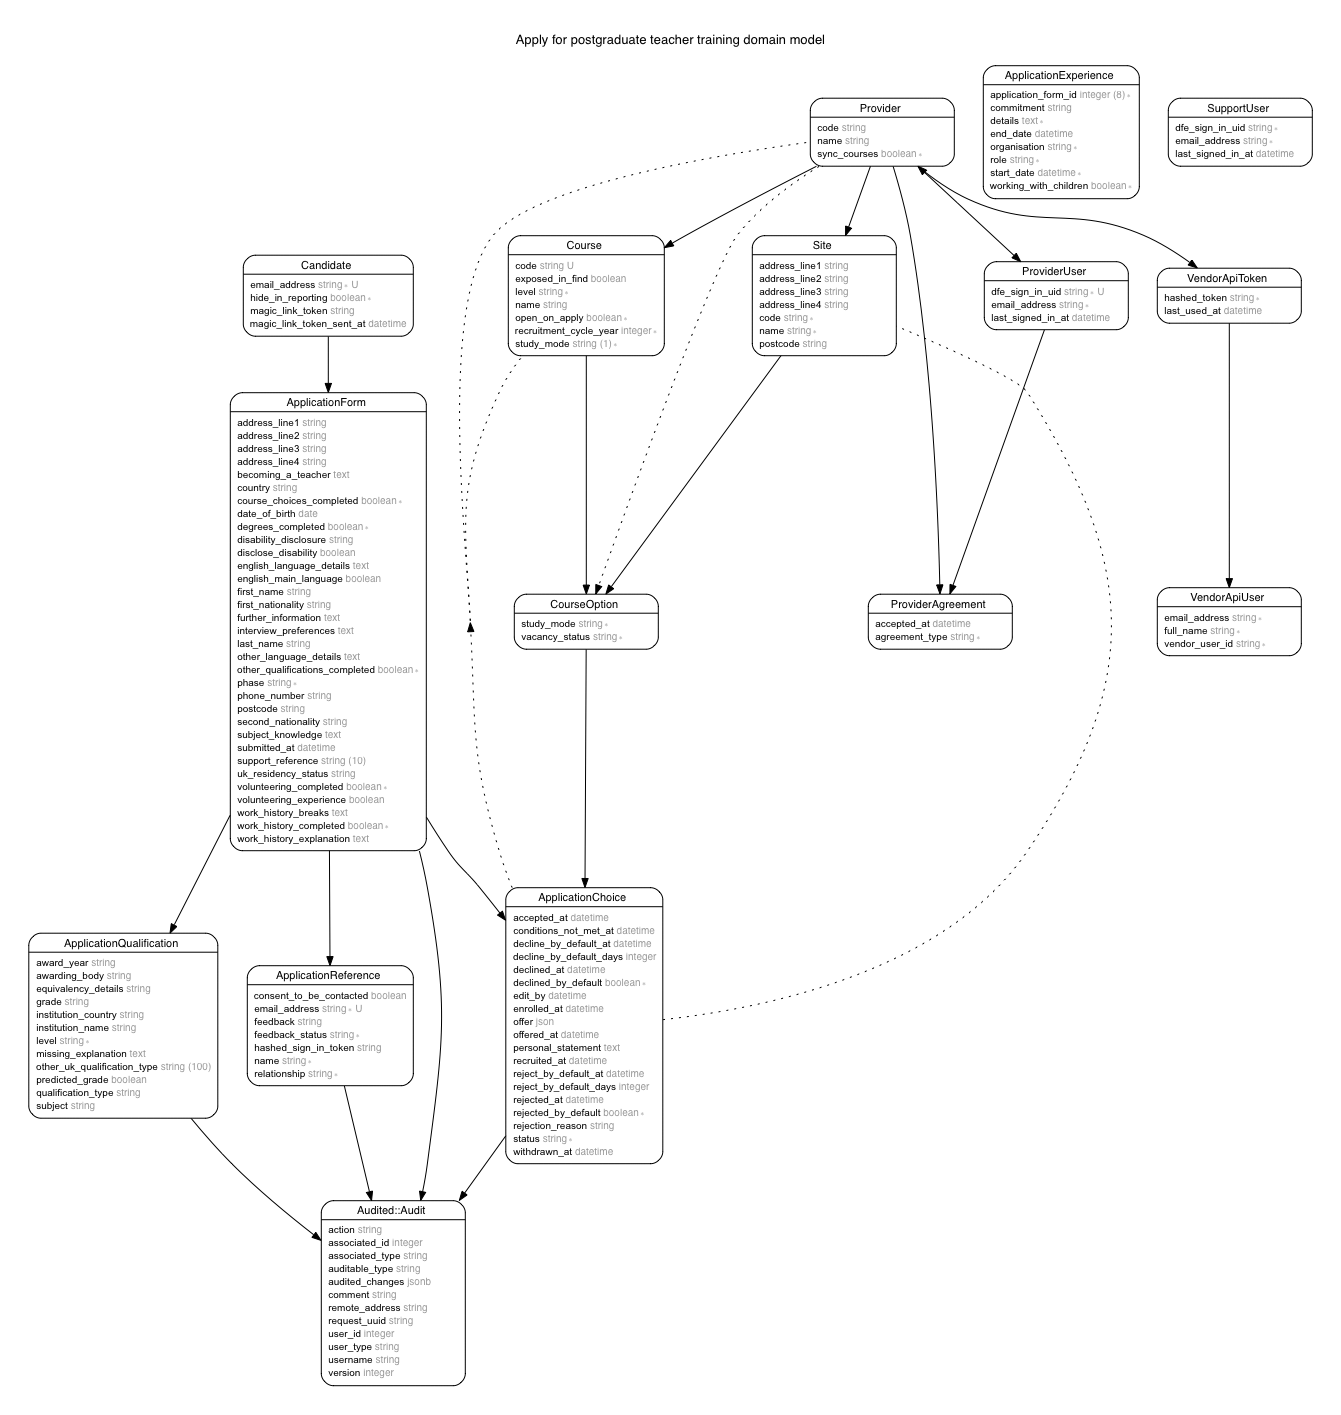 Apply for postgraduate teacher training domain model
ApplicationExperience
application_form_id integer (8) *
commitment string
details text *
end_date datetime
organisation string *
role string *
start_date datetime *
working_with_children boolean *
Provider
code string
name string
sync_courses boolean *
SupportUser
dfe_sign_in_uid string *
email_address string *
last_signed_in_at datetime
Course
code string U
exposed_in_find boolean
level string *
name string
open_on_apply boolean *
recruitment_cycle_year integer *
study_mode string (1) *
Site
address_line1 string
address_line2 string
address_line3 string
address_line4 string
code string *
name string *
postcode string
Candidate
email_address string * U
hide_in_reporting boolean *
magic_link_token string
magic_link_token_sent_at datetime
ProviderUser
dfe_sign_in_uid string * U
email_address string *
last_signed_in_at datetime
VendorApiToken
hashed_token string *
last_used_at datetime
ApplicationForm
address_line1 string
address_line2 string
address_line3 string
address_line4 string
becoming_a_teacher text
country string
course_choices_completed boolean *
date_of_birth date
degrees_completed boolean *
disability_disclosure string
disclose_disability boolean
english_language_details text
english_main_language boolean
first_name string
first_nationality string
further_information text
interview_preferences text
last_name string
other_language_details text
other_qualifications_completed boolean *
phase string *
phone_number string
postcode string
second_nationality string
subject_knowledge text
submitted_at datetime
support_reference string (10)
uk_residency_status string
volunteering_completed boolean *
volunteering_experience boolean
work_history_breaks text
work_history_completed boolean *
work_history_explanation text
CourseOption
study_mode string *
vacancy_status string *
ProviderAgreement
accepted_at datetime
agreement_type string *
VendorApiUser
email_address string *
full_name string *
vendor_user_id string *
ApplicationChoice
accepted_at datetime
conditions_not_met_at datetime
decline_by_default_at datetime
decline_by_default_days integer
declined_at datetime
declined_by_default boolean *
edit_by datetime
enrolled_at datetime
offer json
offered_at datetime
personal_statement text
recruited_at datetime
reject_by_default_at datetime
reject_by_default_days integer
rejected_at datetime
rejected_by_default boolean *
rejection_reason string
status string *
withdrawn_at datetime
ApplicationQualification
award_year string
awarding_body string
equivalency_details string
grade string
institution_country string
institution_name string
level string *
missing_explanation text
other_uk_qualification_type string (100)
predicted_grade boolean
qualification_type string
subject string
ApplicationReference
consent_to_be_contacted boolean
email_address string * U
feedback string
feedback_status string *
hashed_sign_in_token string
name string *
relationship string *
Audited::Audit
action string
associated_id integer
associated_type string
auditable_type string
audited_changes jsonb
comment string
remote_address string
request_uuid string
user_id integer
user_type string
username string
version integer